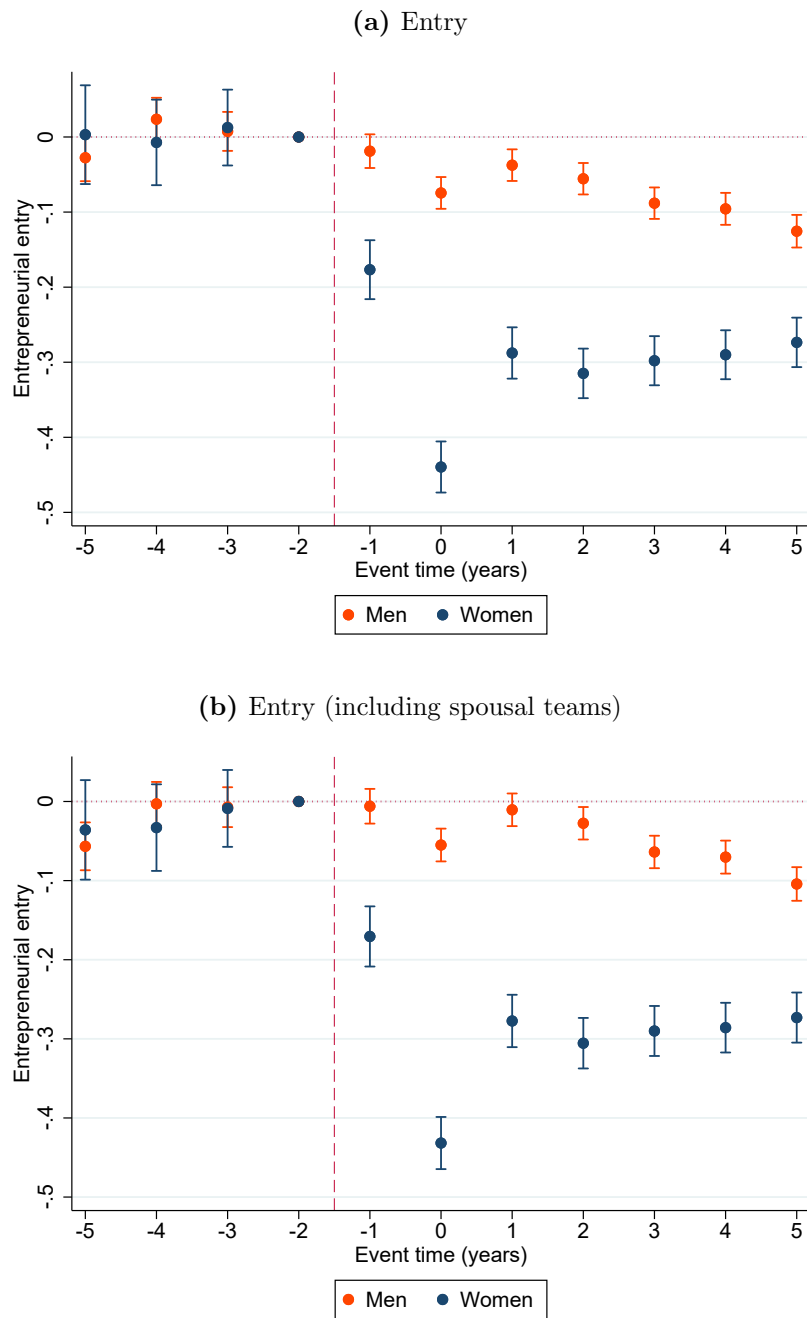 (a) Entry
Entrepreneurial entry
0
-.1
-.2
-.3
-.4
-.5
-5 -4 -3 -2 -1 0 1 2 3 4 5
Event time (years)
Men Women
(b) Entry (including spousal teams)
Entrepreneurial entry
0
-.1
-.2
-.3
-.4
-.5
-5 -4 -3 -2 -1 0 1 2 3 4 5
Event time (years)
Men Women